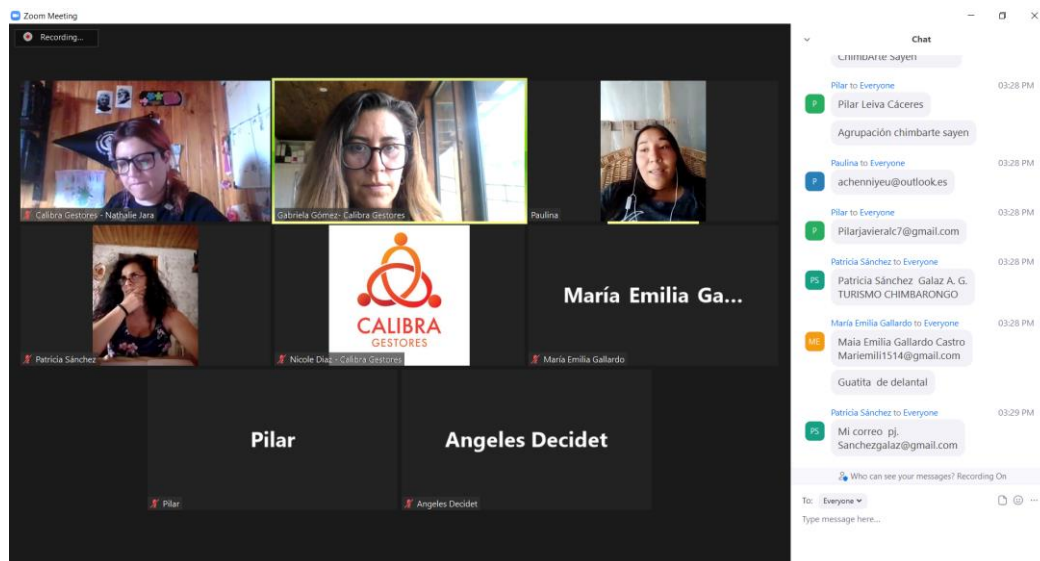 Zoom Meeting
Recording...
Calibra Gestores - Nathalie Jara
Gabriela Gómez- Calibra Gestores
Paulina
Patricia Sánchez
CALIBRA
GESTORES
Nicole Diaz - Calibra Gestores
María Emilia Ga...
María Emilia Gallardo
Pilar
Pilar
Angeles Decidet
Angeles Decidet
Chat
ChimbArte Sayen
Pilar to Everyone
03:28 PM
P
Pilar Leiva Cáceres
Agrupación chimbarte sayen
Paulina to Everyone
03:28 PM
P
achenniyeu@outlook.es
Pilar to Everyone
03:28 PM
P
Pilarjavieralc7@gmail.com
Patricia Sánchez to Everyone
03:28 PM
PS
Patricia Sánchez Galaz A. G.
TURISMO CHIMBARONGO
María Emilia Gallardo to Everyone
03:28 PM
ME
Maia Emilia Gallardo Castro
Mariemili1514@gmail.com
Guatita de delantal
Patricia Sánchez to Everyone
03:29 PM
PS
Mi correo pj.
Sanchezgalaz@gmail.com
Who can see your messages? Recording On
To: Everyone
Type message here...